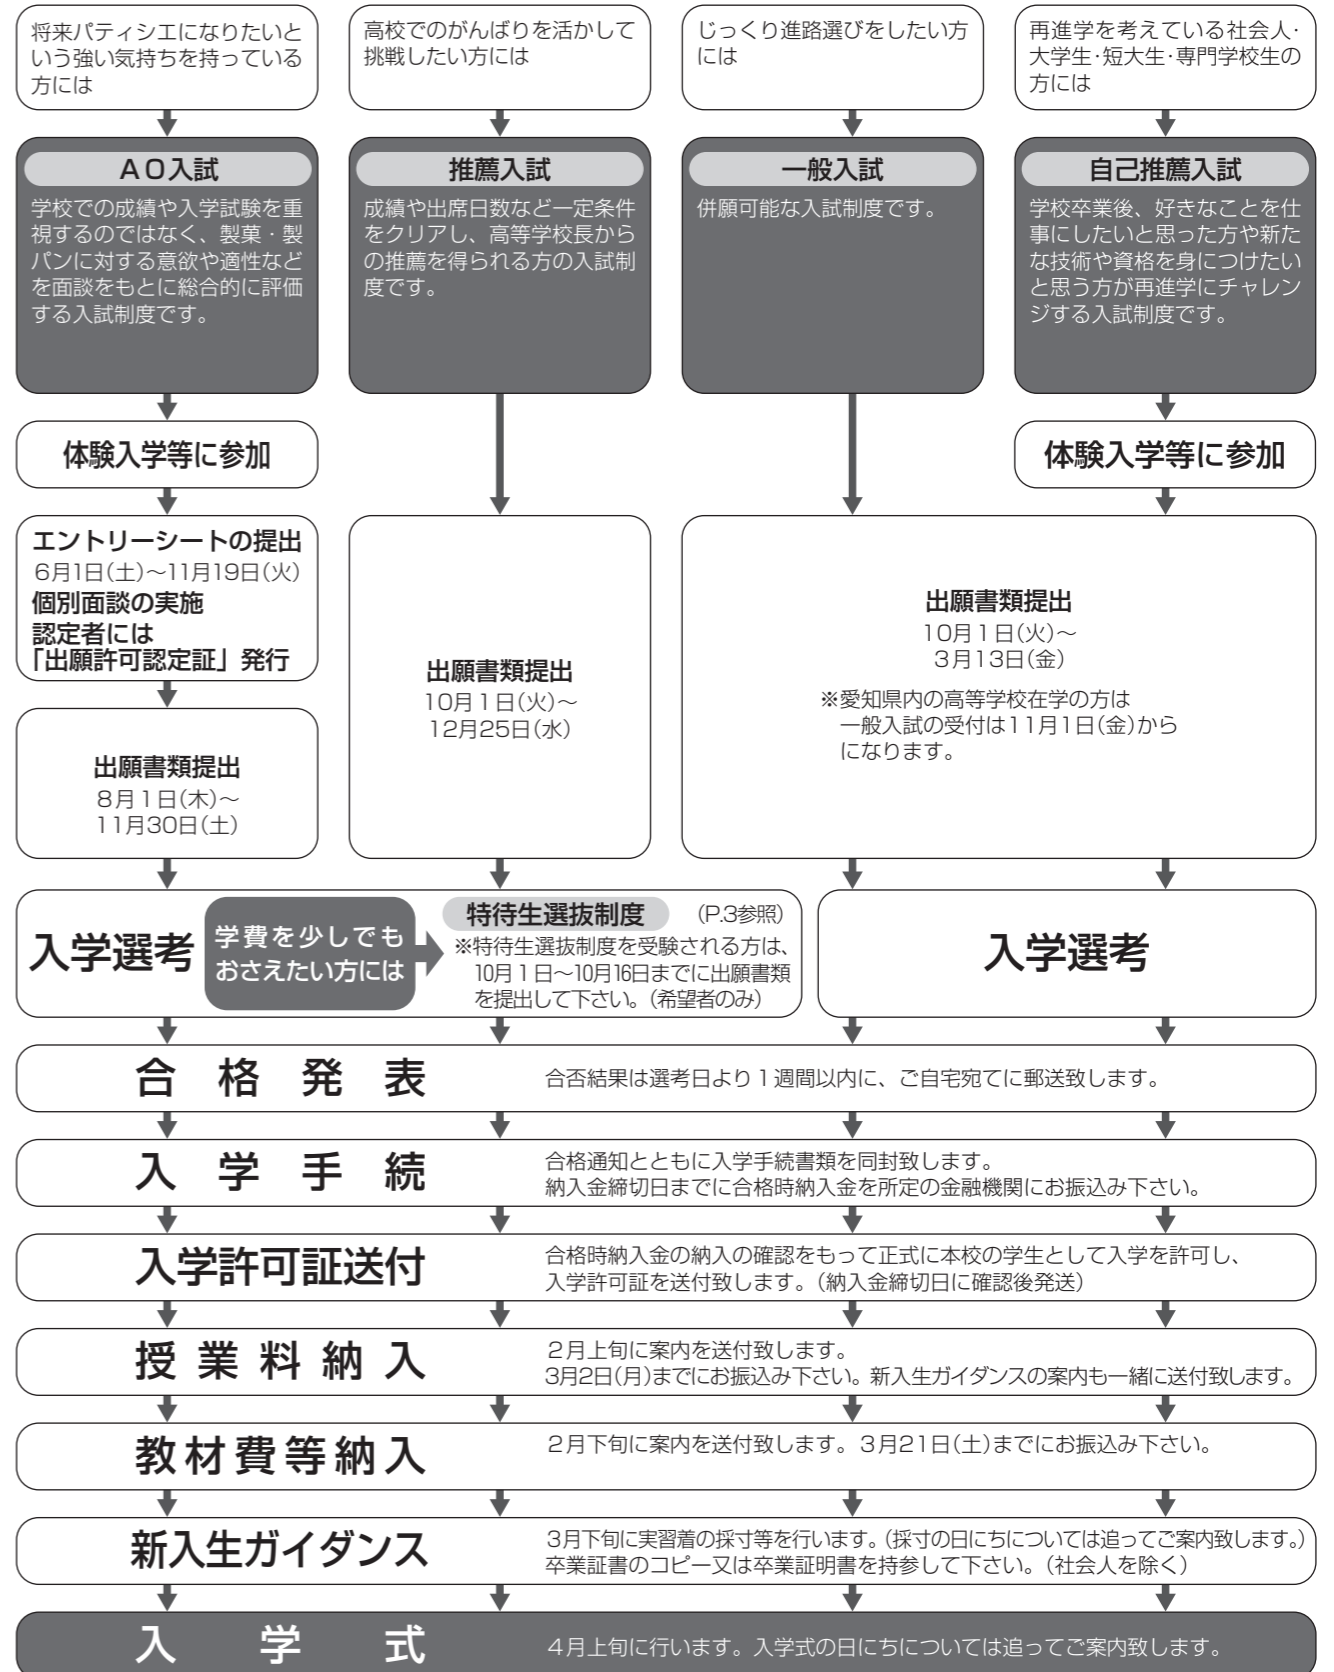 将来パティシエになりたいと
いう強い気持ちを持っている
方には
高校でのがんばりを活かして
挑戦したい方には
じっくり進路選びをしたい方
には
再進学を考えている社会人・
大学生・短大生・専門学校生の
方には
AO入試
学校での成績や入学試験を重
視するのではなく、製菓・製
パンに対する意欲や適性など
を面談をもとに総合的に評価
する入試制度です。
推薦入試
成績や出席日数など一定条件
をクリアし、高等学校長から
の推薦を得られる方の入試制
度です。
一般入試
併願可能な入試制度です。
自己推薦入試
学校卒業後、好きなことを仕
事にしたいと思った方や新た
な技術や資格を身につけたい
と思う方が再進学にチャレン
ジする入試制度です。
体験入学等に参加
体験入学等に参加
エントリーシートの提出
6月1日(土)～11月19日(火)
個別面談の実施
認定者には
「出願許可認定証」発行
出願書類提出
8月1日(木)～
11月30日(土)
出願書類提出
10月1日(火)～
12月25日(水)
出願書類提出
10月1日(火)～
3月13日(金)
※愛知県内の高等学校在学の方は
一般入試の受付は11月1日(金)から
になります。
入学選考
学費を少しでも
おさえたい方には
特待生選抜制度 (P.3参照)
※特待生選抜制度を受験される方は、
10月1日～10月16日までに出願書類
を提出して下さい。(希望者のみ)
入学選考
合格発表
合否結果は選考日より1週間以内に、ご自宅宛てに郵送致します。
入学手続
合格通知とともに入学手続書類を同封致します。
納入金締切日までに合格時納入金を所定の金融機関にお振込み下さい。
入学許可証送付
合格時納入金の納入の確認をもって正式に本校の学生として入学を許可し、
入学許可証を送付致します。(納入金締切日に確認後発送)
授業料納入
2月上旬に案内を送付致します。
3月2日(月)までにお振込み下さい。新入生ガイダンスの案内も一緒に送付致します。
教材費等納入
2月下旬に案内を送付致します。3月21日(土)までにお振込み下さい。
新入生ガイダンス
3月下旬に実習着の採寸等を行います。(採寸の日にちについては追ってご案内致します。)
卒業証書のコピー又は卒業証明書を持参して下さい。(社会人を除く)
入学式
4月上旬に行います。入学式の日にちについては追ってご案内致します。